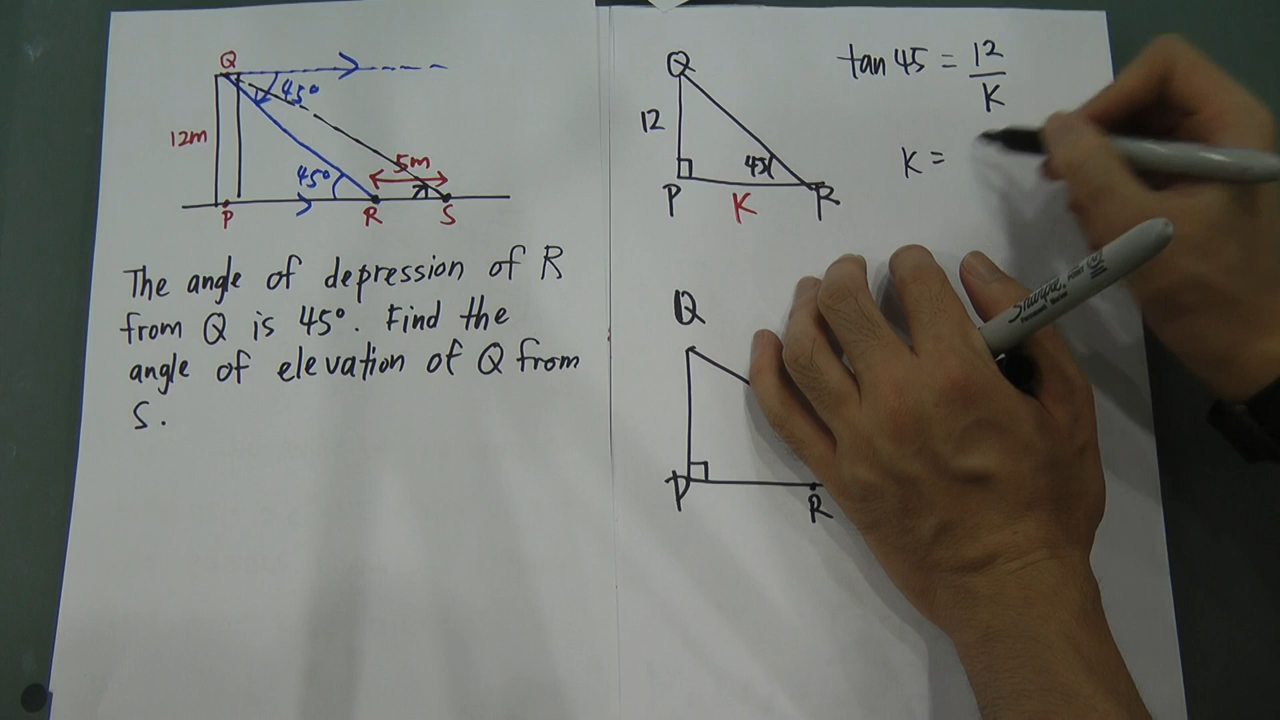 Q
45°
12m
45°
5m
P
R
S
The angle of depression of R
from Q is 45°. Find the
angle of elevation of Q from
S.
Q
12
45
P
K
R
tan 45 = 12
K
K =
Q
P
R
Sharpie